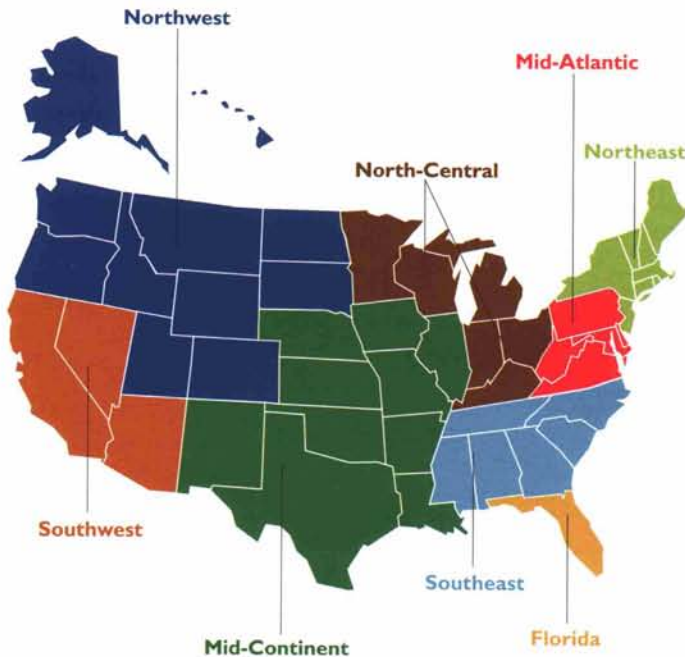 Northwest
Mid-Atlantic
Northeast
North-Central
Southwest
Southeast
Florida
Mid-Continent